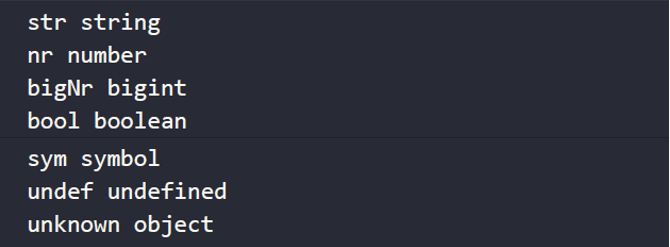 str string
nr number
bigNr bigint
bool boolean
sym symbol
undef undefined
unknown object